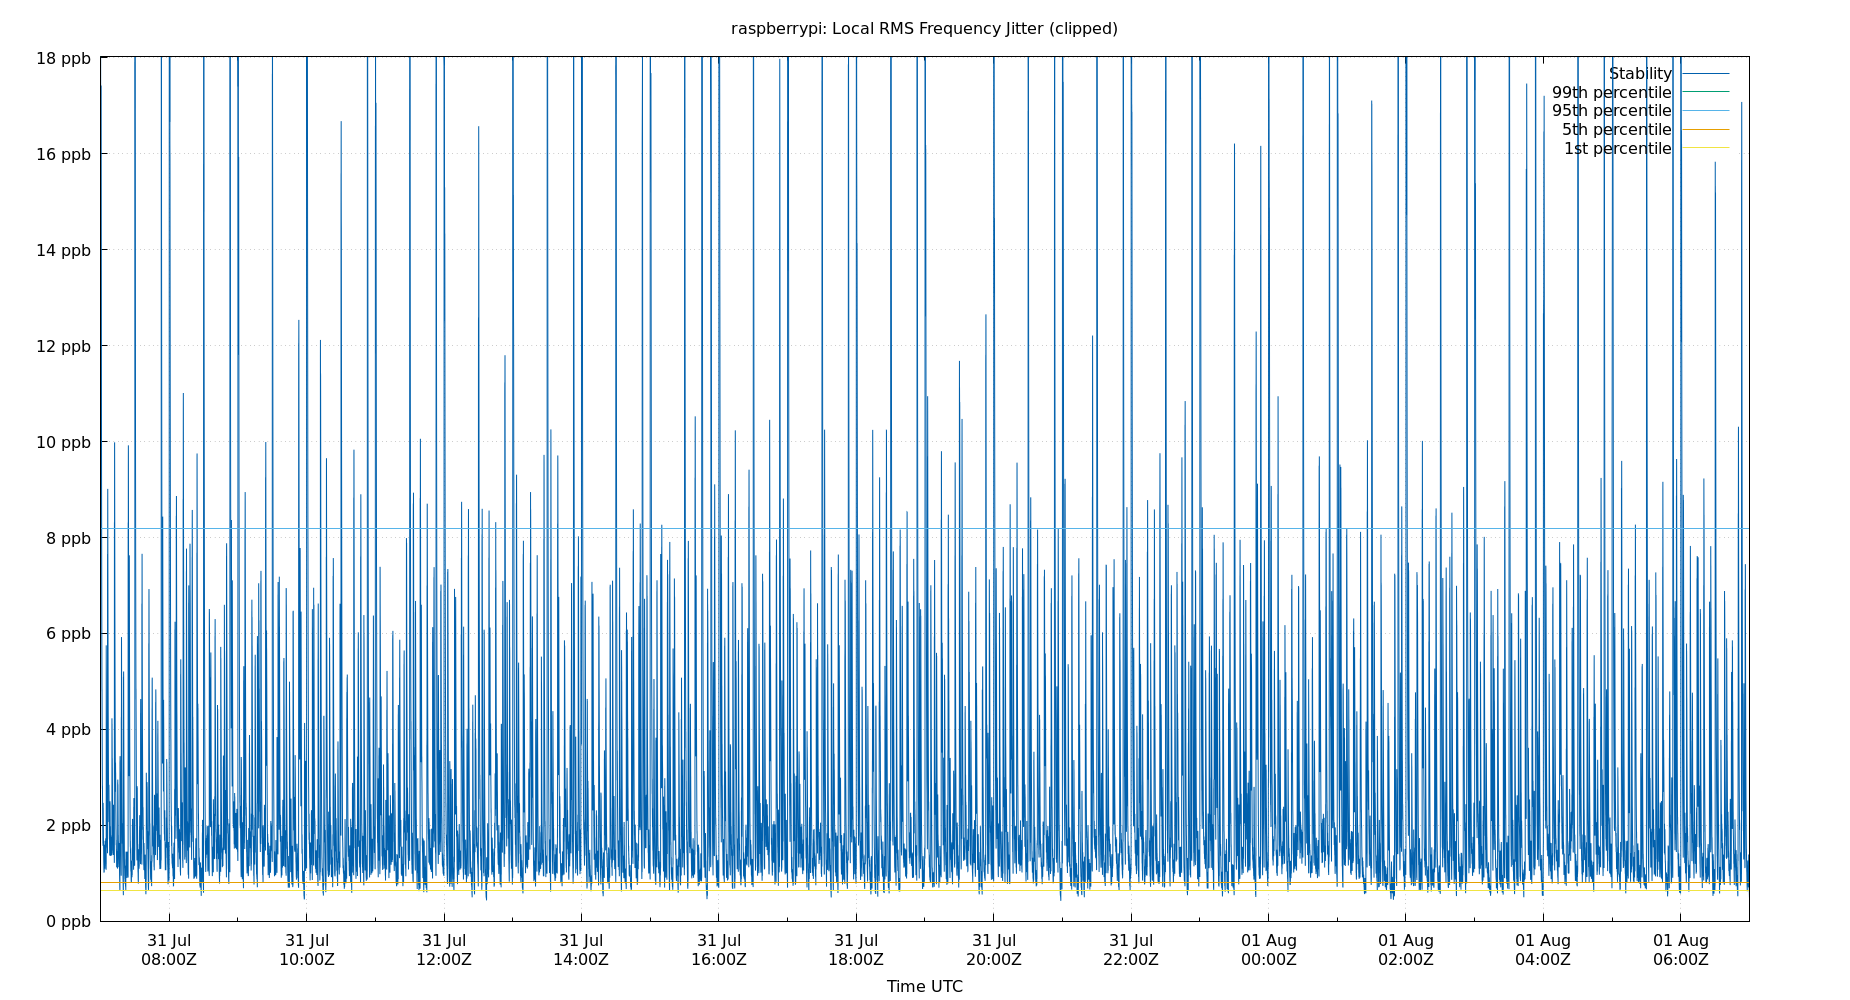 raspberrypi: Local RMS Frequency Jitter (clipped)
18 ppb
16 ppb
14 ppb
12 ppb
10 ppb
8 ppb
6 ppb
4 ppb
2 ppb
0 ppb
Stability
99th percentile
95th percentile
5th percentile
1st percentile
31 Jul
08:00Z
31 Jul
10:00Z
31 Jul
12:00Z
31 Jul
14:00Z
31 Jul
16:00Z
31 Jul
18:00Z
31 Jul
20:00Z
31 Jul
22:00Z
01 Aug
00:00Z
01 Aug
02:00Z
01 Aug
04:00Z
01 Aug
06:00Z
Time UTC